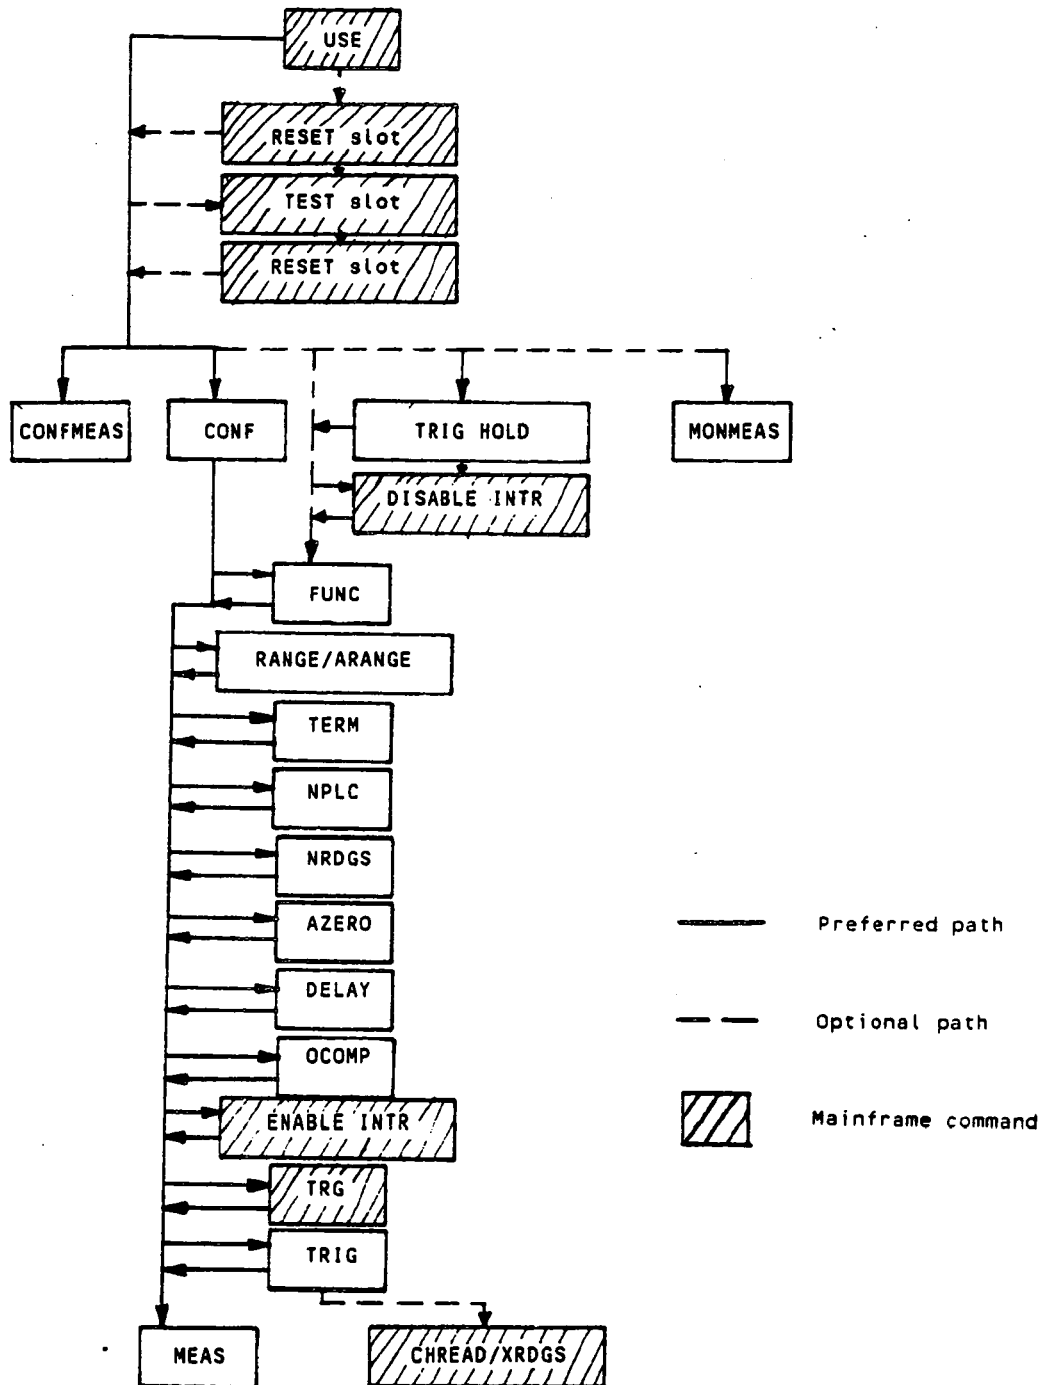 USE
RESET slot
TEST slot
RESET slot
CONFMEAS
CONF
TRIG HOLD
MONMEAS
DISABLE INTR
FUNC
RANGE/ARANGE
TERM
NPLC
NRDGS
AZERO
DELAY
OCOMP
ENABLE INTR
TRG
TRIG
MEAS
CHREAD/XRDGS
Preferred path
Optional path
Mainframe command